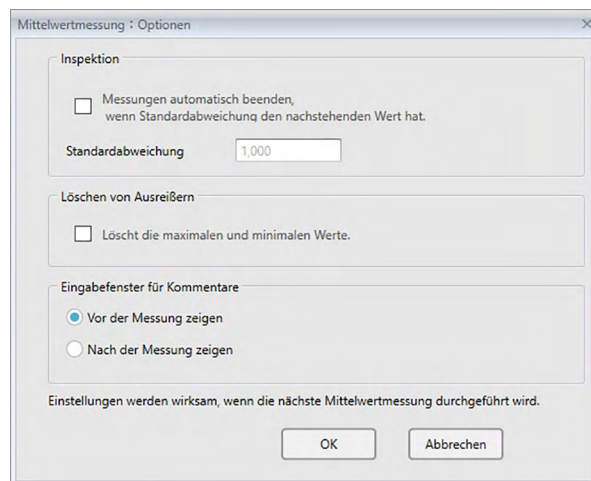 Mittelwertmessung : Optionen
Inspektion
Messungen automatisch beenden,
wenn Standardabweichung den nachstehenden Wert hat.
Standardabweichung 1,000
Löschen von Ausreißern
Löscht die maximalen und minimalen Werte.
Eingabefenster für Kommentare
Vor der Messung zeigen
Nach der Messung zeigen
Einstellungen werden wirksam, wenn die nächste Mittelwertmessung durchgeführt wird.
OK Abbrechen